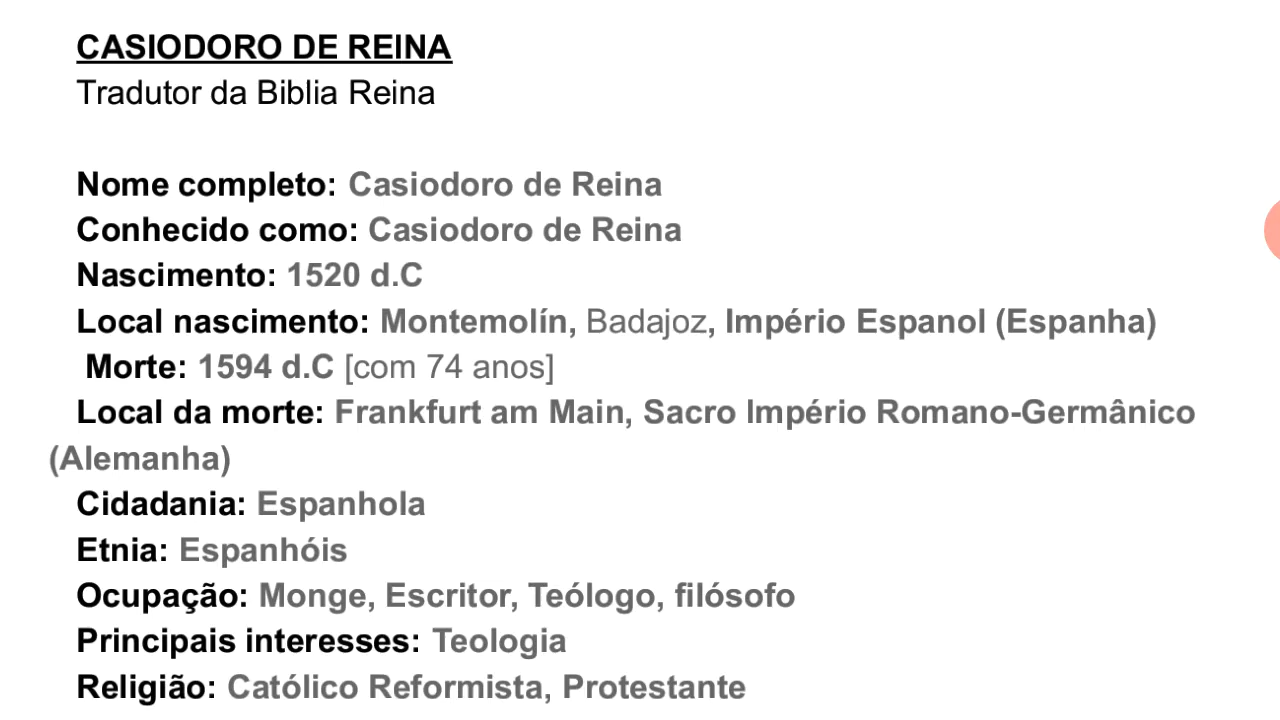 CASIODORO DE REINA
Tradutor da Biblia Reina
Nome completo: Casiodoro de Reina
Conhecido como: Casiodoro de Reina
Nascimento: 1520 d.C
Local nascimento: Montemolín, Badajoz, Império Espanol (Espanha)
Morte: 1594 d.C [com 74 anos]
Local da morte: Frankfurt am Main, Sacro Império Romano-Germânico
(Alemanha)
Cidadania: Espanhola
Etnia: Espanhóis
Ocupação: Monge, Escritor, Teólogo, filósofo
Principais interesses: Teologia
Religião: Católico Reformista, Protestante